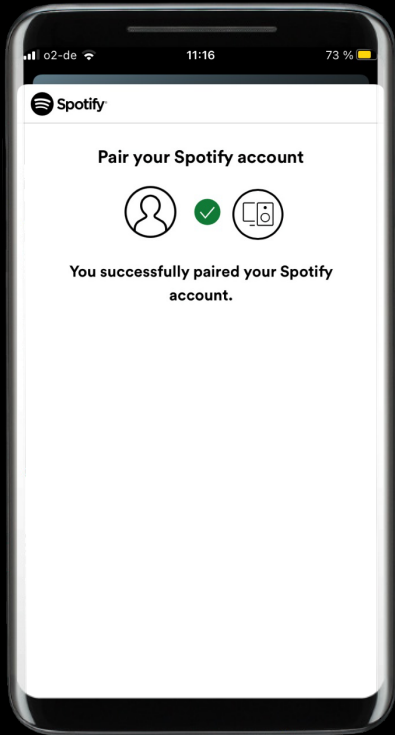 o2-de 11:16 73 %
Spotify
Pair your Spotify account
You successfully paired your Spotify
account.